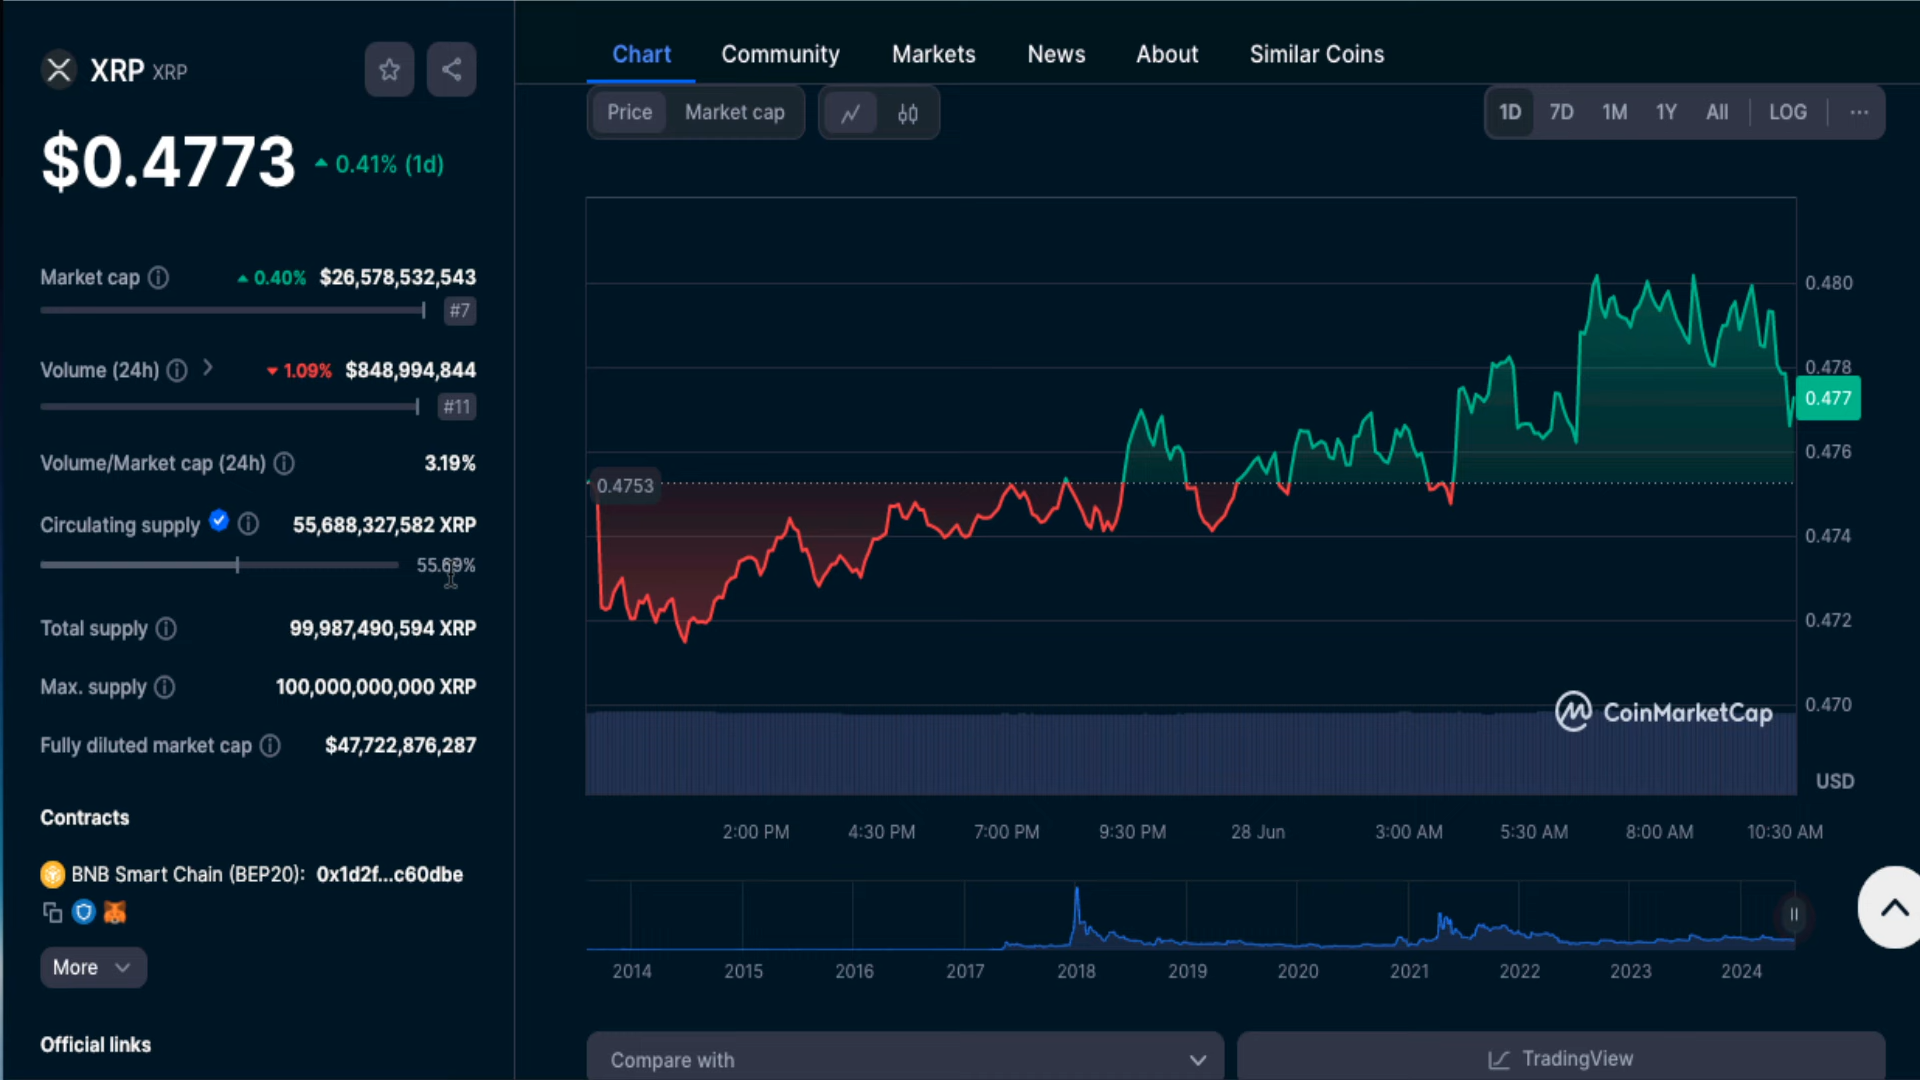 XRP XRP
$0.4773 0.41% (1d)
Market cap 0.40% $26,578,532,543
#7
Volume (24h) 1.09% $848,994,844
#11
Volume/Market cap (24h) 3.19%
Circulating supply 55,688,327,582 XRP
55.69%
Total supply 99,987,490,594 XRP
Max. supply 100,000,000,000 XRP
Fully diluted market cap $47,722,876,287
Contracts
BNB Smart Chain (BEP20): 0x1d2f...c60dbe
More
Official links
Chart Community Markets News About Similar Coins
Price Market cap
1D 7D 1M 1Y All LOG ...
0.480
0.478
0.477
0.476
0.4753
0.474
0.472
0.470
CoinMarketCap
USD
2:00 PM 4:30 PM 7:00 PM 9:30 PM 28 Jun 3:00 AM 5:30 AM 8:00 AM 10:30 AM
2014 2015 2016 2017 2018 2019 2020 2021 2022 2023 2024
Compare with
TradingView